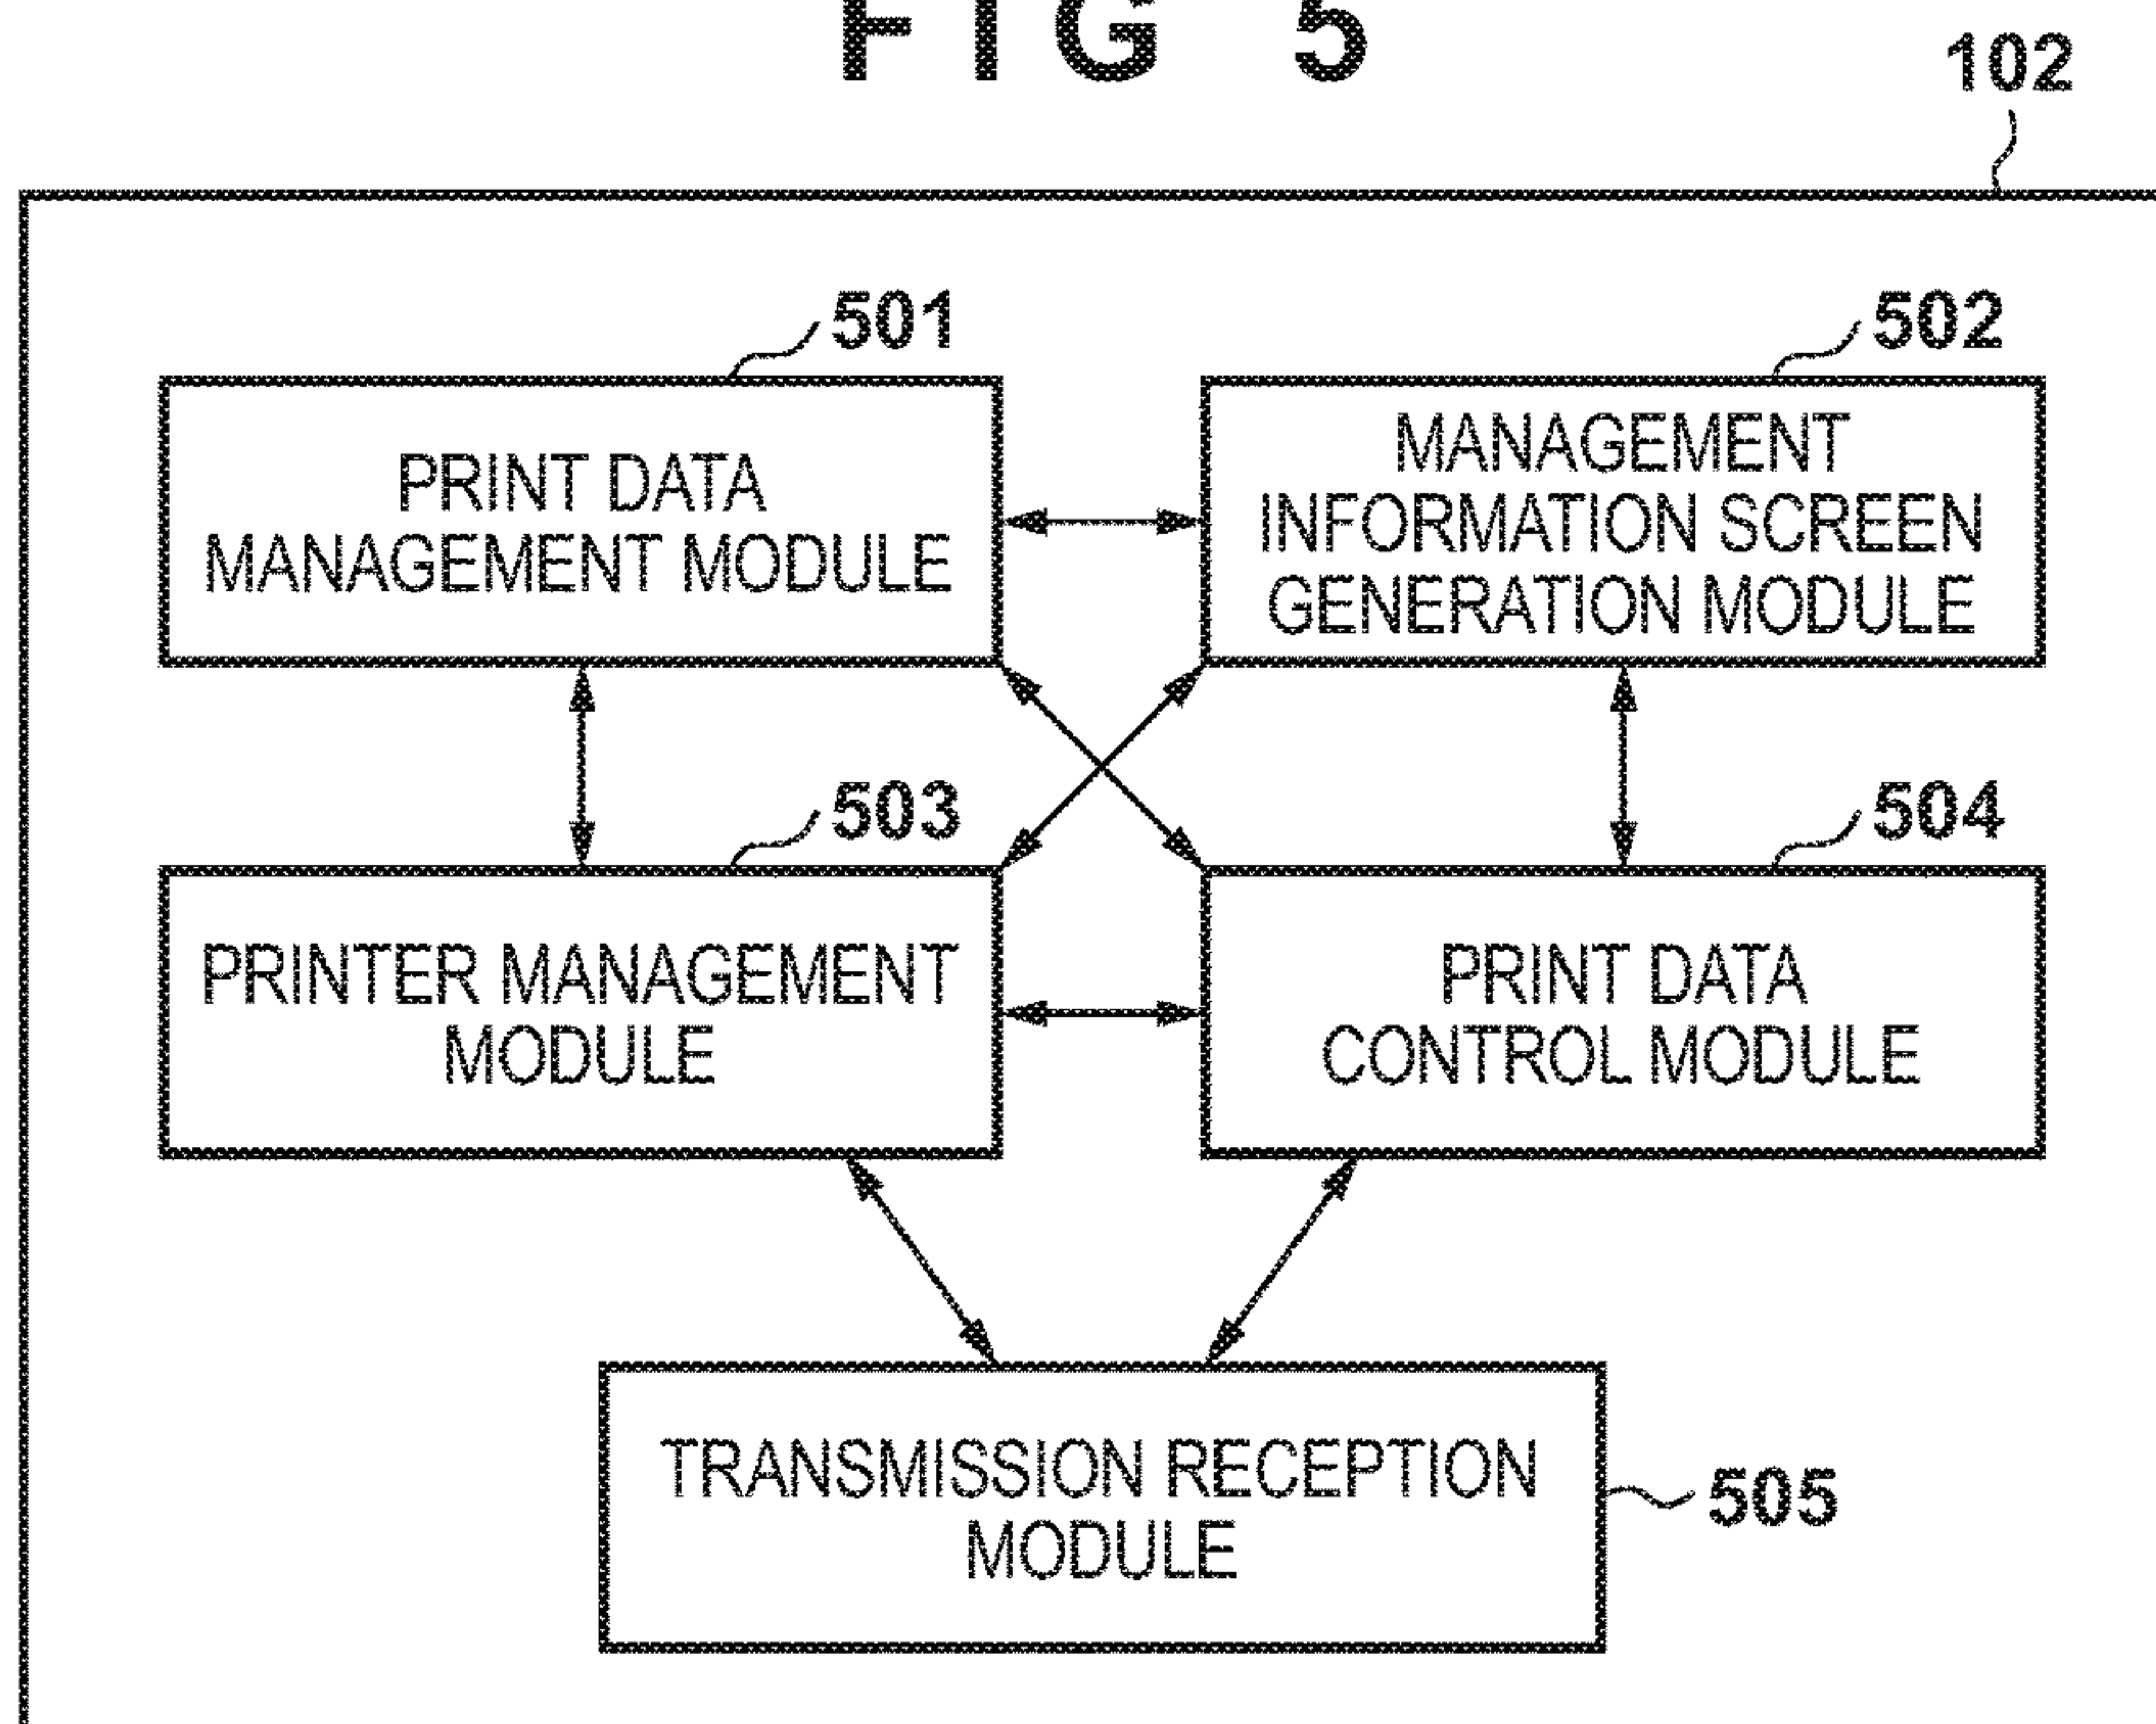 FIG 5
102
501
502
PRINT DATA
MANAGEMENT MODULE
MANAGEMENT
INFORMATION SCREEN
GENERATION MODULE
503
504
PRINTER MANAGEMENT
MODULE
PRINT DATA
CONTROL MODULE
TRANSMISSION RECEPTION
MODULE
505